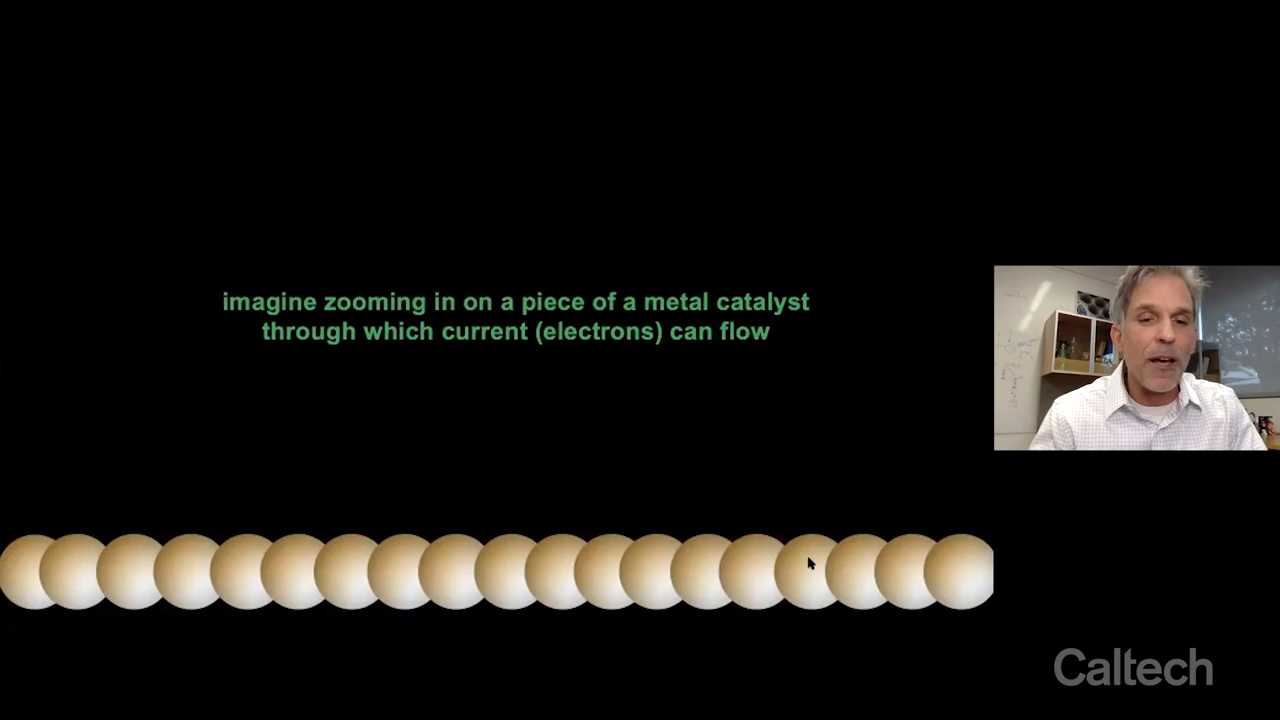 imagine zooming in on a piece of a metal catalyst
through which current (electrons) can flow
Caltech